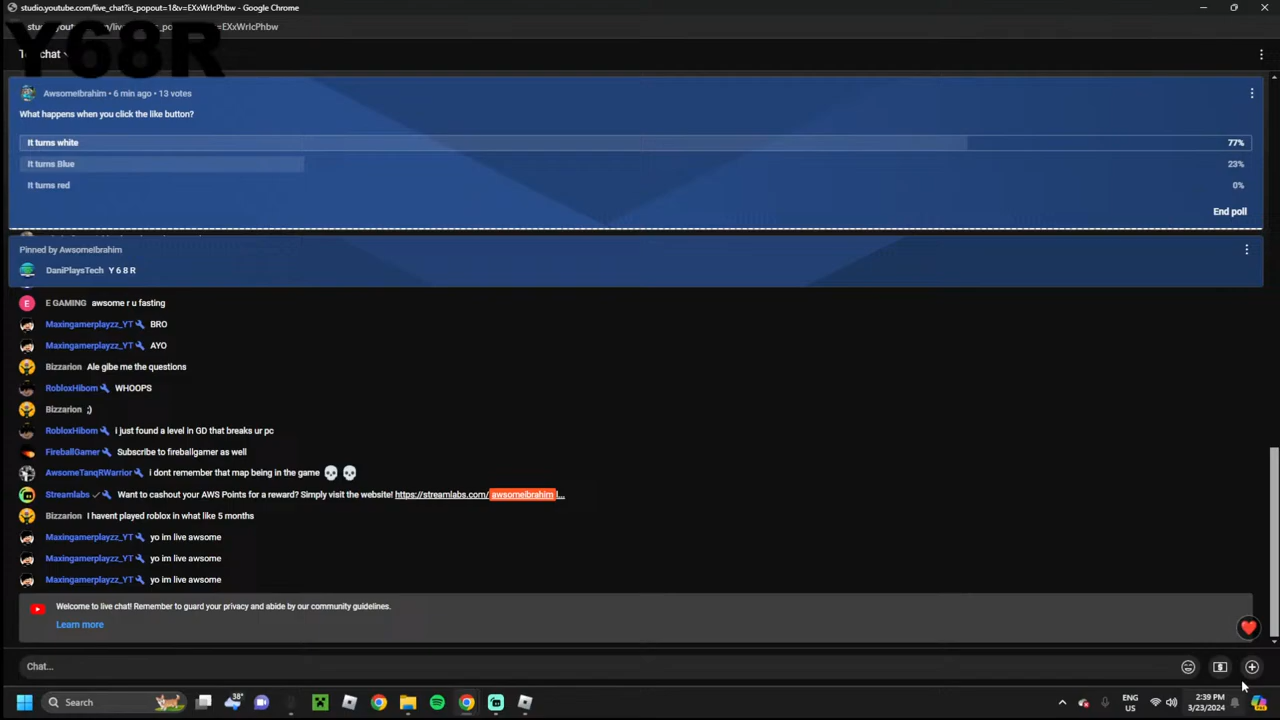 studio.youtube.com/live_chat?is_popout=1&v=EXxWrIcPhbw - Google Chrome
Y68R
AwsomeIbrahim • 6 min ago • 13 votes
What happens when you click the like button?
It turns white 77%
It turns Blue 23%
It turns red 0%
End poll
Pinned by AwsomeIbrahim
DaniPlaysTech Y 6 8 R
E GAMING awsome r u fasting
Maxingamerplayzz_YT BRO
Maxingamerplayzz_YT AYO
Bizzarion Ale gibe me the questions
RobloxHibom WHOOPS
Bizzarion ;)
RobloxHibom i just found a level in GD that breaks ur pc
FireballGamer Subscribe to fireballgamer as well
AwsomeTanqRWarrior i dont remember that map being in the game 💀 💀
Streamlabs Want to cashout your AWS Points for a reward? Simply visit the website! https://streamlabs.com/awsomeibrahim l...
Bizzarion I havent played roblox in what like 5 months
Maxingamerplayzz_YT yo im live awsome
Maxingamerplayzz_YT yo im live awsome
Maxingamerplayzz_YT yo im live awsome
Welcome to live chat! Remember to guard your privacy and abide by our community guidelines.
Learn more
Chat...
Search
38°
ENG
US
2:39 PM
3/23/2024